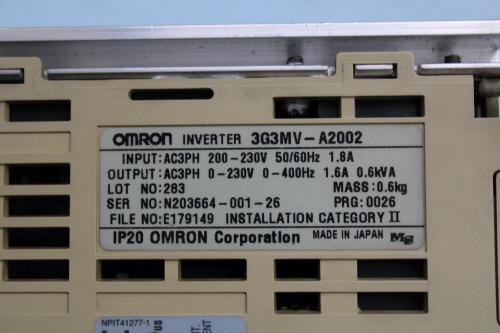 OMRON INVERTER 3G3MV-A2002
INPUT:AC3PH 200-230V 50/60Hz 1.8A
OUTPUT:AC3PH 0-230V 0-400Hz 1.6A 0.6kVA
LOT NO:283 MASS:0.6kg
SER NO:N203664-001-26 PRG:0026
FILE NO:E179149 INSTALLATION CATEGORY II
IP20 OMRON Corporation MADE IN JAPAN Mg
NPIT41277-1